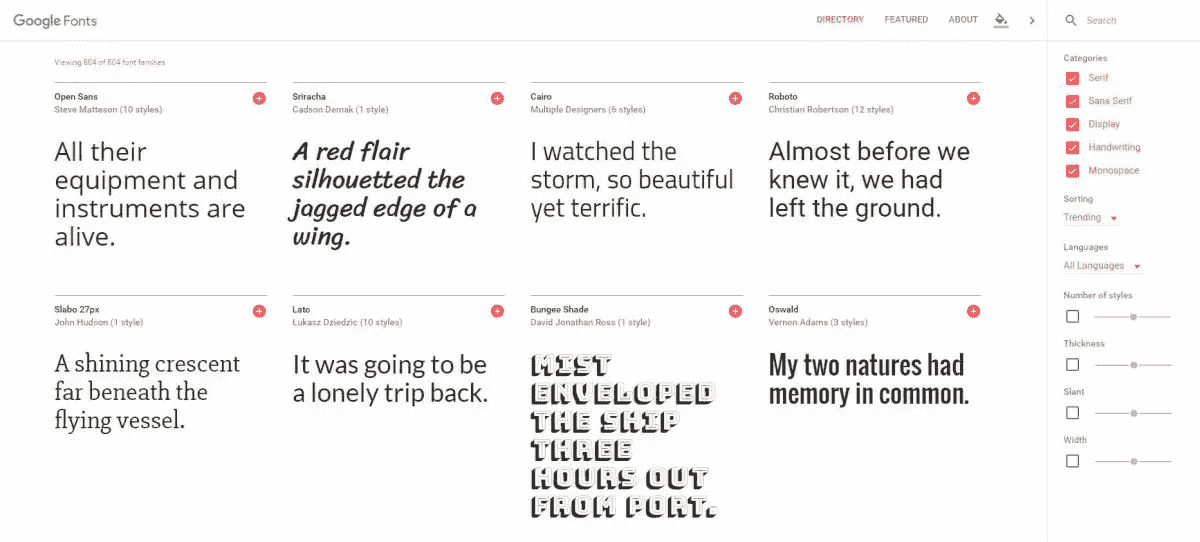 Google Fonts
DIRECTORY FEATURED ABOUT
Search
Viewing 804 of 804 font families
Open Sans
Steve Matteson (10 styles)
All their
equipment and
instruments are
alive.
Sriracha
Cadson Demak (1 style)
A red flair
silhouetted the
jagged edge of a
wing.
Cairo
Multiple Designers (6 styles)
I watched the
storm, so beautiful
yet terrific.
Roboto
Christian Robertson (12 styles)
Almost before we
knew it, we had
left the ground.
Slabo 27px
John Hudson (1 style)
A shining crescent
far beneath the
flying vessel.
Lato
Łukasz Dziedzic (10 styles)
It was going to be
a lonely trip back.
Bungee Shade
David Jonathan Ross (1 style)
MIST
ENVELOPED
THE SHIP
THREE
HOURS OUT
FROM PORT.
Oswald
Vernon Adams (3 styles)
My two natures had
memory in common.
Categories
Serif
Sans Serif
Display
Handwriting
Monospace
Sorting
Trending
Languages
All Languages
Number of styles
Thickness
Slant
Width